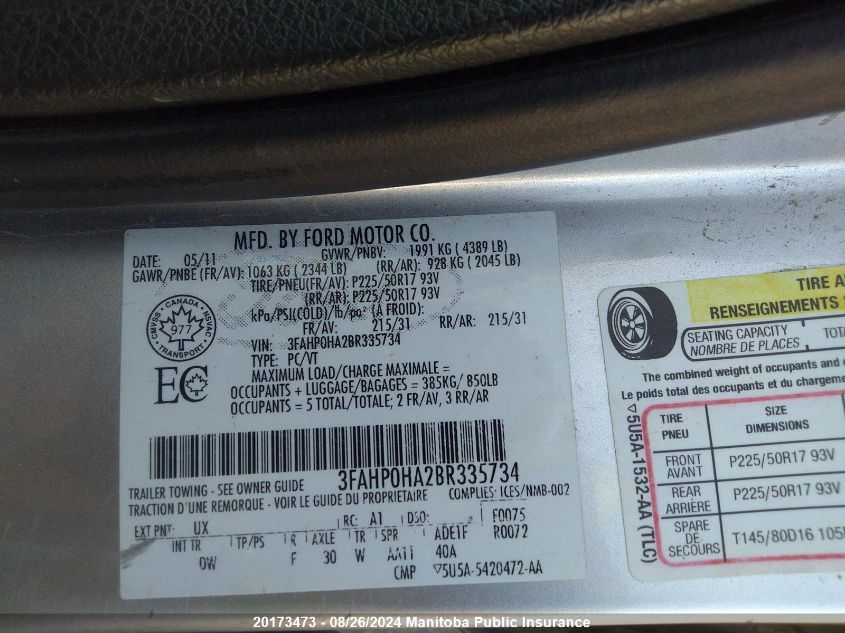 MFD. BY FORD MOTOR CO.
DATE: 05/11 GVWR/PNBV: 1991 KG ( 4389 LB)
GAWR/PNBE (FR/AV): 1063 KG ( 2344 LB) (RR/AR): 928 KG ( 2045 LB)
TIRE/PNEU(FR/AV): P225/50R17 93V
(RR/AR): P225/50R17 93V
kPa/PSI(COLD)/lb/po² (A FROID):
FR/AV: 215/31 RR/AR: 215/31
VIN: 3FAHP0HA2BR335734
TYPE: PC/VT
MAXIMUM LOAD/CHARGE MAXIMALE =
OCCUPANTS + LUGGAGE/BAGAGES = 385KG/ 850LB
OCCUPANTS = 5 TOTAL/TOTALE; 2 FR/AV, 3 RR/AR
CANADA
CMVSS 977 NSVAC
TRANSPORT
EC
3FAHP0HA2BR335734
TRAILER TOWING - SEE OWNER GUIDE
TRACTION D'UNE REMORQUE - VOIR LE GUIDE DU PROPRIETAIRE COMPLIES: ICES/NMB-002
EXT PNT: UX RC: A1 DSO: F0075
INT TR TP/PS R AXLE TR SPR ADE1F R0072
DW F 30 W AA11 40A
CMP ▽5U5A-5420472-AA
TIRE
RENSEIGNEMENTS
SEATING CAPACITY
NOMBRE DE PLACES
The combined weight of occupants and
Le poids total des occupants et du
▽5U5A-1532-AA (TLC)
TIRE
PNEU
SIZE
DIMENSIONS
FRONT
AVANT
P225/50R17 93V
REAR
ARRIÈRE
P225/50R17 93V
SPARE
DE
SECOURS
T145/80D16
20173473 - 08/26/2024 Manitoba Public Insurance